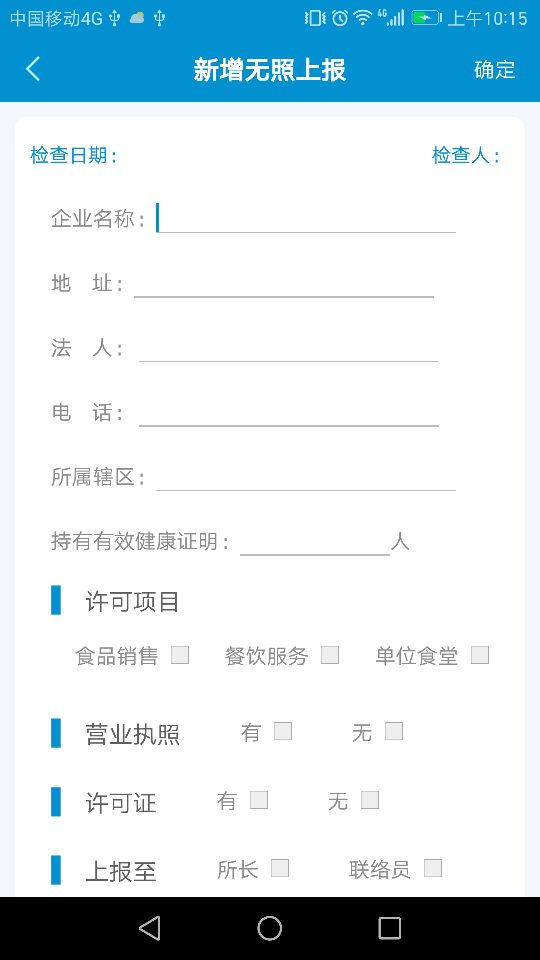 中国移动4G 4G 上午10:15
新增无照上报 确定
检查日期: 检查人:
企业名称:
地 址:
法 人:
电 话:
所属辖区:
持有有效健康证明: 人
许可项目
食品销售 餐饮服务 单位食堂
营业执照 有 无
许可证 有 无
上报至 所长 联络员